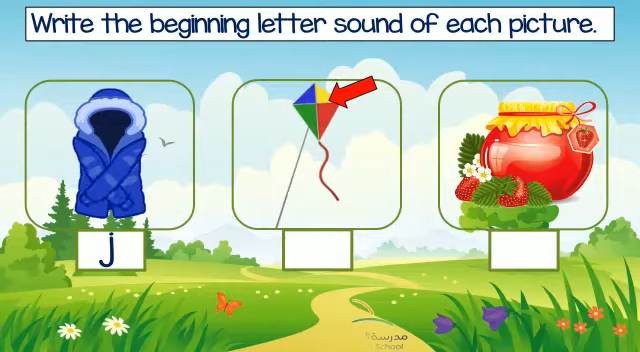 Write the beginning letter sound of each picture.
j
مدرسة
School